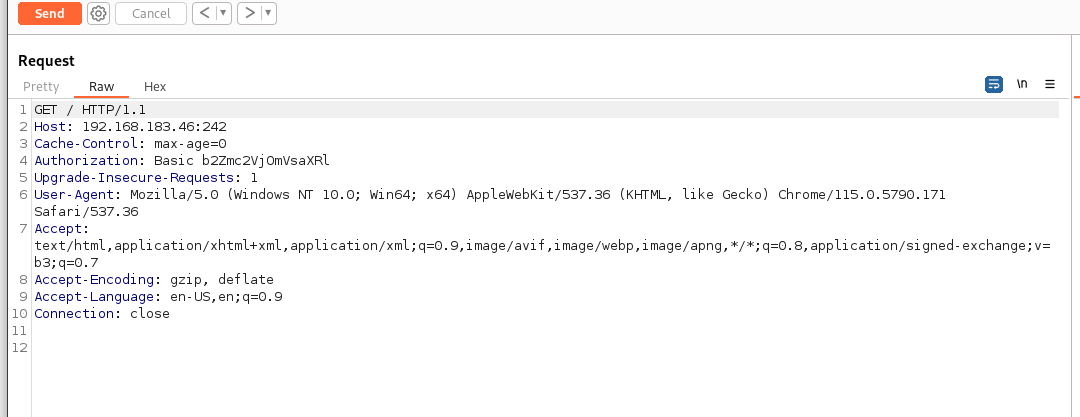 Send Cancel < >
Request
Pretty Raw Hex \n
1 GET / HTTP/1.1
2 Host: 192.168.183.46:242
3 Cache-Control: max-age=0
4 Authorization: Basic b2Zmc2VjOmVsaXRl
5 Upgrade-Insecure-Requests: 1
6 User-Agent: Mozilla/5.0 (Windows NT 10.0; Win64; x64) AppleWebKit/537.36 (KHTML, like Gecko) Chrome/115.0.5790.171
Safari/537.36
7 Accept:
text/html,application/xhtml+xml,application/xml;q=0.9,image/avif,image/webp,image/apng,*/*;q=0.8,application/signed-exchange;v=
b3;q=0.7
8 Accept-Encoding: gzip, deflate
9 Accept-Language: en-US,en;q=0.9
10 Connection: close
11
12